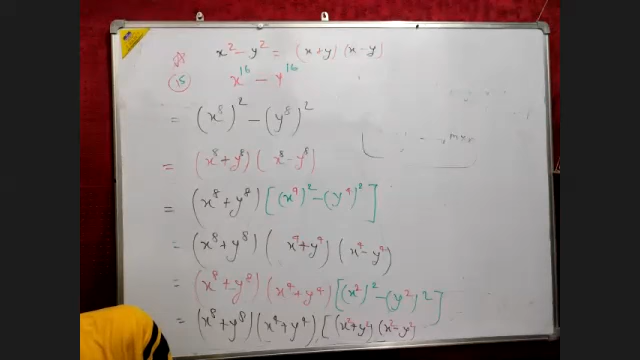 x² - y² = (x+y) (x-y)
(15) x¹⁶ - y¹⁶
= (x⁸)² - (y⁸)²
= (x⁸+y⁸) (x⁸-y⁸)
= (x⁸+y⁸) [(x⁴)² - (y⁴)²]
= (x⁸+y⁸) (x⁴+y⁴) (x⁴-y⁴)
= (x⁸+y⁸) (x⁴+y⁴) [(x²)² - (y²)²]
= (x⁸+y⁸) (x⁴+y⁴) [(x²+y²) (x²-y²)